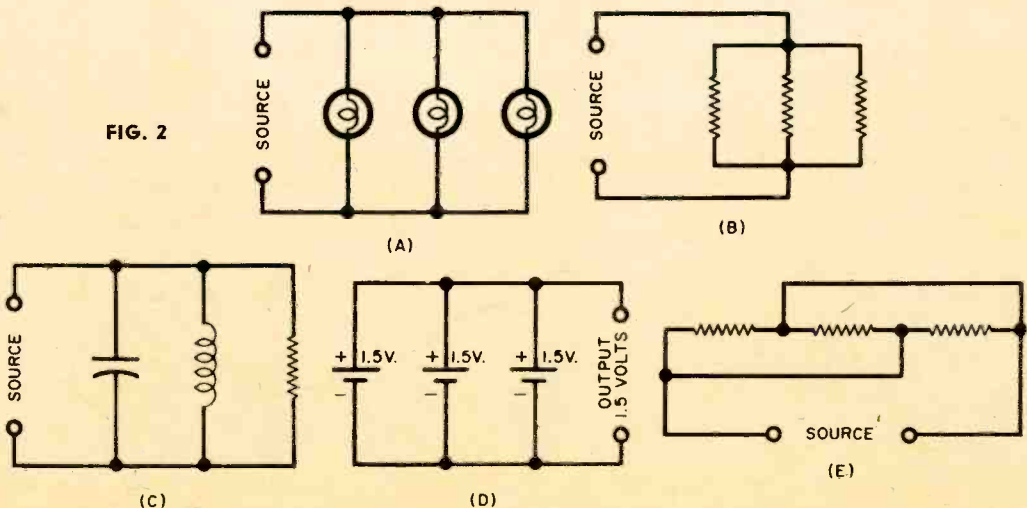 FIG. 2
SOURCE
(A)
SOURCE
(B)
SOURCE
(C)
+ 1.5V.
-
+ 1.5V.
-
+ 1.5V.
-
OUTPUT
1.5 VOLTS
(D)
SOURCE
(E)